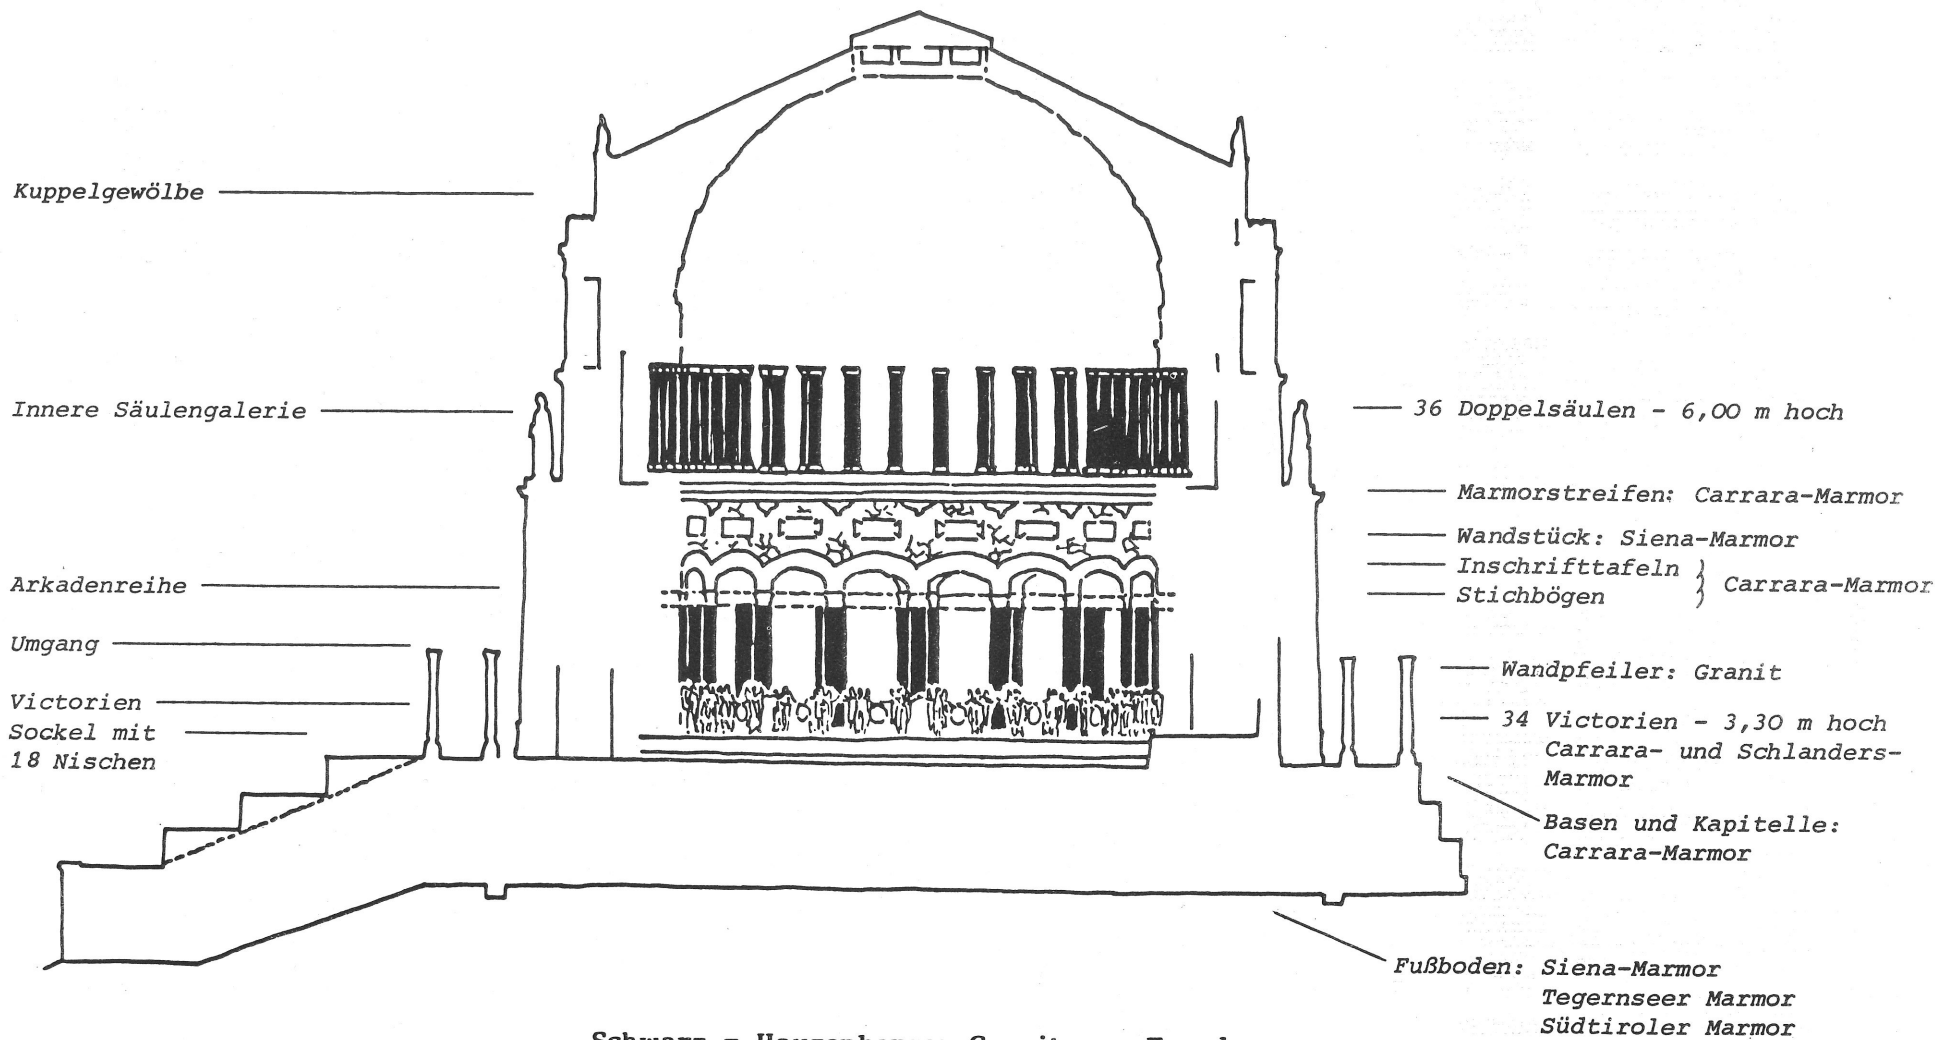 Kuppelgewölbe
Innere Säulengalerie
Arkadenreihe
Umgang
Victorien
Sockel mit
18 Nischen
36 Doppelsäulen - 6,00 m hoch
Marmorstreifen: Carrara-Marmor
Wandstück: Siena-Marmor
Inschrifttafeln
Stichbögen
} Carrara-Marmor
Wandpfeiler: Granit
34 Victorien - 3,30 m hoch
Carrara- und Schlanders-
Marmor
Basen und Kapitelle:
Carrara-Marmor
Fußboden: Siena-Marmor
Tegernseer Marmor
Südtiroler Marmor
Schwarz =